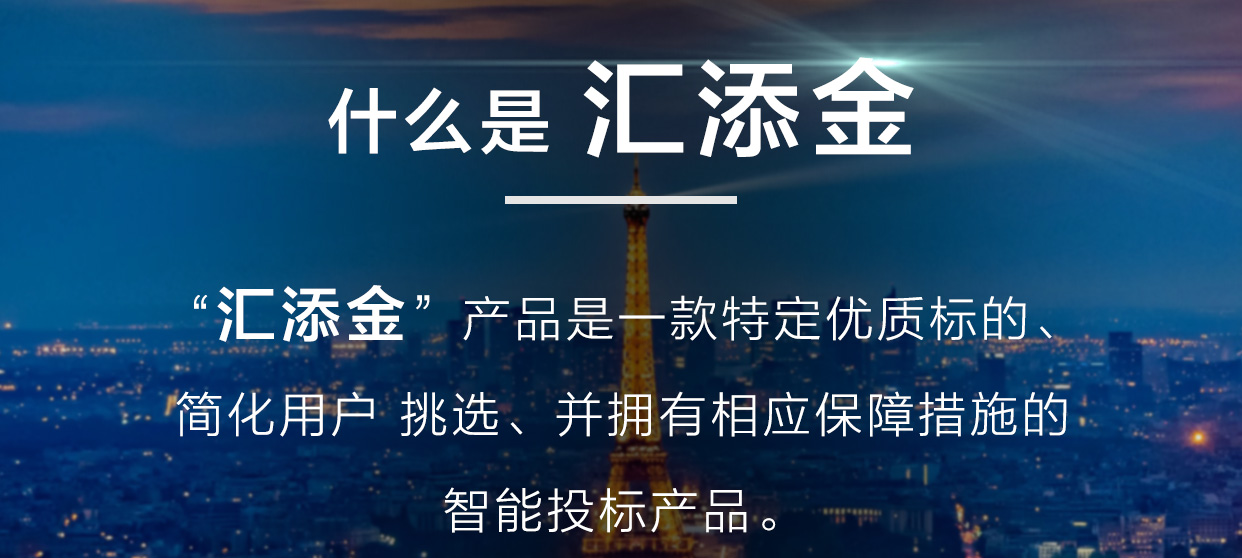 什么是 汇添金
“汇添金”产品是一款特定优质标的、
简化用户 挑选、并拥有相应保障措施的
智能投标产品。